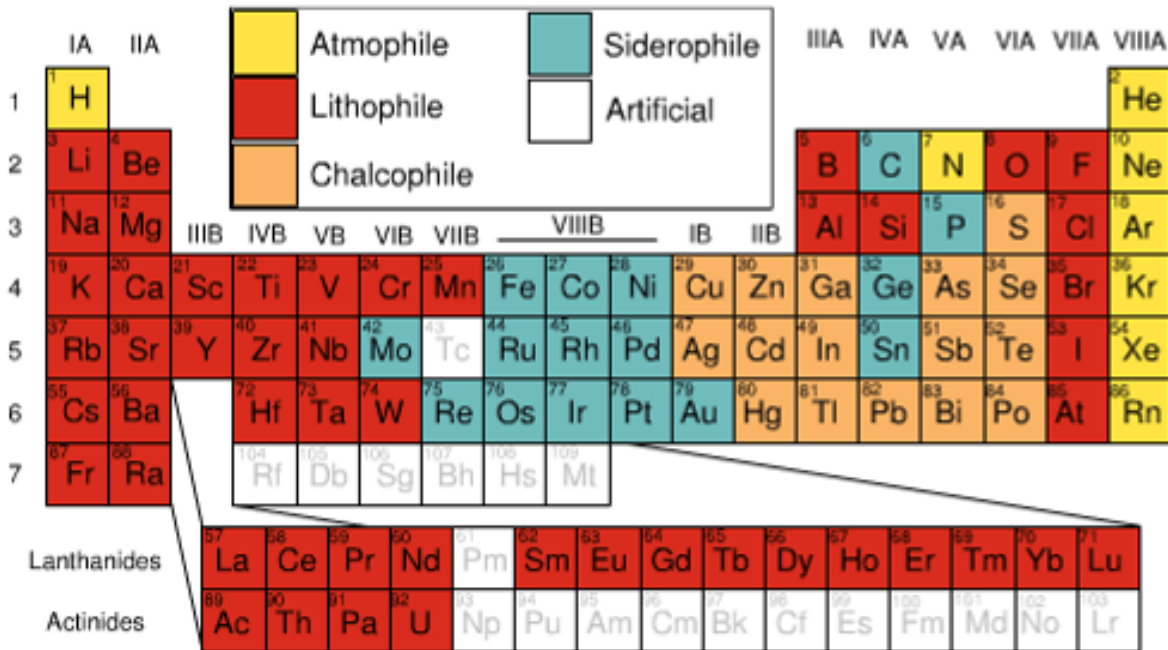 IA IIA Atmophile Siderophile IIIA IVA VA VIA VIIA VIIIA
1 1 H Lithophile Artificial 2 He
2 3 Li 4 Be Chalcophile 5 B 6 C 7 N 8 O 9 F 10 Ne
3 11 Na 12 Mg IIIB IVB VB VIB VIIB VIIIB IB IIB 13 Al 14 Si 15 P 16 S 17 Cl 18 Ar
4 19 K 20 Ca 21 Sc 22 Ti 23 V 24 Cr 25 Mn 26 Fe 27 Co 28 Ni 29 Cu 30 Zn 31 Ga 32 Ge 33 As 34 Se 35 Br 36 Kr
5 37 Rb 38 Sr 39 Y 40 Zr 41 Nb 42 Mo 43 Tc 44 Ru 45 Rh 46 Pd 47 Ag 48 Cd 49 In 50 Sn 51 Sb 52 Te 53 I 54 Xe
6 55 Cs 56 Ba 72 Hf 73 Ta 74 W 75 Re 76 Os 77 Ir 78 Pt 79 Au 80 Hg 81 Tl 82 Pb 83 Bi 84 Po 85 At 86 Rn
7 87 Fr 88 Ra 104 Rf 105 Db 106 Sg 107 Bh 108 Hs 109 Mt
Lanthanides 57 La 58 Ce 59 Pr 60 Nd 61 Pm 62 Sm 63 Eu 64 Gd 65 Tb 66 Dy 67 Ho 68 Er 69 Tm 70 Yb 71 Lu
Actinides 89 Ac 90 Th 91 Pa 92 U 93 Np 94 Pu 95 Am 96 Cm 97 Bk 98 Cf 99 Es 100 Fm 101 Md 102 No 103 Lr